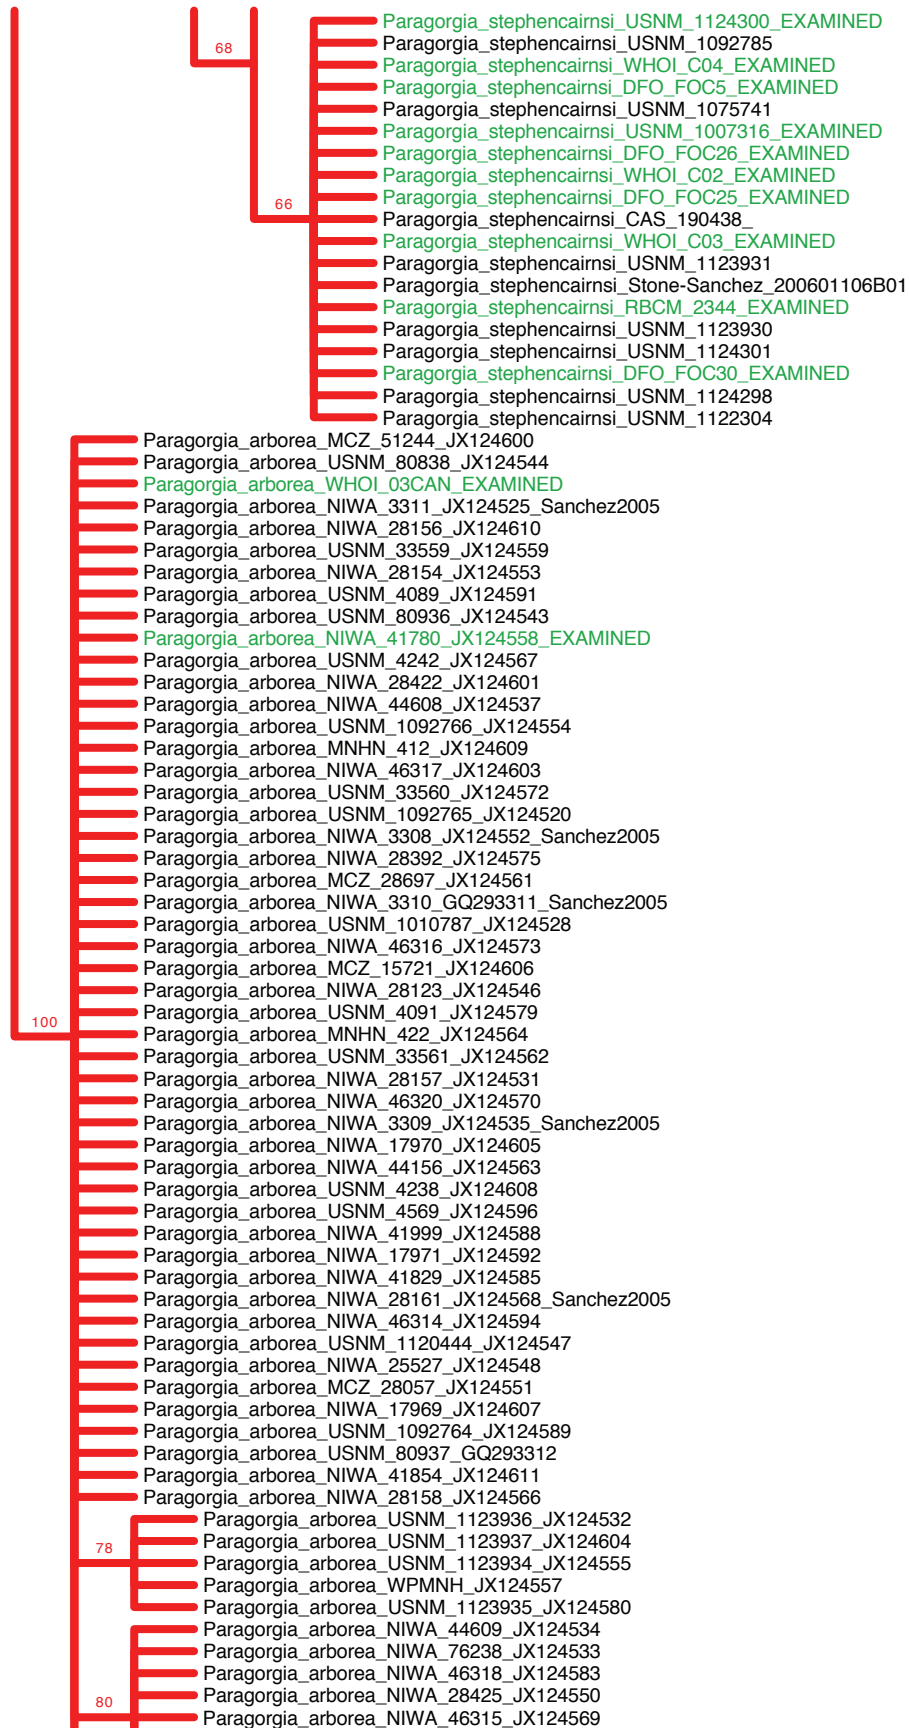 Paragorgia_stephencairnsi_USNM_1124300_EXAMINED
68
Paragorgia_stephencairnsi_USNM_1092785
Paragorgia_stephencairnsi_WHOI_C04_EXAMINED
Paragorgia_stephencairnsi_DFO_FOC5_EXAMINED
Paragorgia_stephencairnsi_USNM_1075741
Paragorgia_stephencairnsi_USNM_1007316_EXAMINED
Paragorgia_stephencairnsi_DFO_FOC26_EXAMINED
Paragorgia_stephencairnsi_WHOI_C02_EXAMINED
Paragorgia_stephencairnsi_DFO_FOC25_EXAMINED
66
Paragorgia_stephencairnsi_CAS_190438_
Paragorgia_stephencairnsi_WHOI_C03_EXAMINED
Paragorgia_stephencairnsi_USNM_1123931
Paragorgia_stephencairnsi_Stone-Sanchez_200601106B01
Paragorgia_stephencairnsi_RBCM_2344_EXAMINED
Paragorgia_stephencairnsi_USNM_1123930
Paragorgia_stephencairnsi_USNM_1124301
Paragorgia_stephencairnsi_DFO_FOC30_EXAMINED
Paragorgia_stephencairnsi_USNM_1124298
Paragorgia_stephencairnsi_USNM_1122304
Paragorgia_arborea_MCZ_51244_JX124600
Paragorgia_arborea_USNM_80838_JX124544
Paragorgia_arborea_WHOI_03CAN_EXAMINED
Paragorgia_arborea_NIWA_3311_JX124525_Sanchez2005
Paragorgia_arborea_NIWA_28156_JX124610
Paragorgia_arborea_USNM_33559_JX124559
Paragorgia_arborea_NIWA_28154_JX124553
Paragorgia_arborea_USNM_4089_JX124591
Paragorgia_arborea_USNM_80936_JX124543
Paragorgia_arborea_NIWA_41780_JX124558_EXAMINED
Paragorgia_arborea_USNM_4242_JX124567
Paragorgia_arborea_NIWA_28422_JX124601
Paragorgia_arborea_NIWA_44608_JX124537
Paragorgia_arborea_USNM_1092766_JX124554
Paragorgia_arborea_MNHN_412_JX124609
Paragorgia_arborea_NIWA_46317_JX124603
Paragorgia_arborea_USNM_33560_JX124572
Paragorgia_arborea_USNM_1092765_JX124520
Paragorgia_arborea_NIWA_3308_JX124552_Sanchez2005
Paragorgia_arborea_NIWA_28392_JX124575
Paragorgia_arborea_MCZ_28697_JX124561
Paragorgia_arborea_NIWA_3310_GQ293311_Sanchez2005
Paragorgia_arborea_USNM_1010787_JX124528
Paragorgia_arborea_NIWA_46316_JX124573
Paragorgia_arborea_MCZ_15721_JX124606
Paragorgia_arborea_NIWA_28123_JX124546
Paragorgia_arborea_USNM_4091_JX124579
100
Paragorgia_arborea_MNHN_422_JX124564
Paragorgia_arborea_USNM_33561_JX124562
Paragorgia_arborea_NIWA_28157_JX124531
Paragorgia_arborea_NIWA_46320_JX124570
Paragorgia_arborea_NIWA_3309_JX124535_Sanchez2005
Paragorgia_arborea_NIWA_17970_JX124605
Paragorgia_arborea_NIWA_44156_JX124563
Paragorgia_arborea_USNM_4238_JX124608
Paragorgia_arborea_USNM_4569_JX124596
Paragorgia_arborea_NIWA_41999_JX124588
Paragorgia_arborea_NIWA_17971_JX124592
Paragorgia_arborea_NIWA_41829_JX124585
Paragorgia_arborea_NIWA_28161_JX124568_Sanchez2005
Paragorgia_arborea_NIWA_46314_JX124594
Paragorgia_arborea_USNM_1120444_JX124547
Paragorgia_arborea_NIWA_25527_JX124548
Paragorgia_arborea_MCZ_28057_JX124551
Paragorgia_arborea_NIWA_17969_JX124607
Paragorgia_arborea_USNM_1092764_JX124589
Paragorgia_arborea_USNM_80937_GQ293312
Paragorgia_arborea_NIWA_41854_JX124611
Paragorgia_arborea_NIWA_28158_JX124566
Paragorgia_arborea_USNM_1123936_JX124532
Paragorgia_arborea_USNM_1123937_JX124604
78
Paragorgia_arborea_USNM_1123934_JX124555
Paragorgia_arborea_WPMNH_JX124557
Paragorgia_arborea_USNM_1123935_JX124580
Paragorgia_arborea_NIWA_44609_JX124534
Paragorgia_arborea_NIWA_76238_JX124533
Paragorgia_arborea_NIWA_46318_JX124583
Paragorgia_arborea_NIWA_28425_JX124550
80
Paragorgia_arborea_NIWA_46315_JX124569